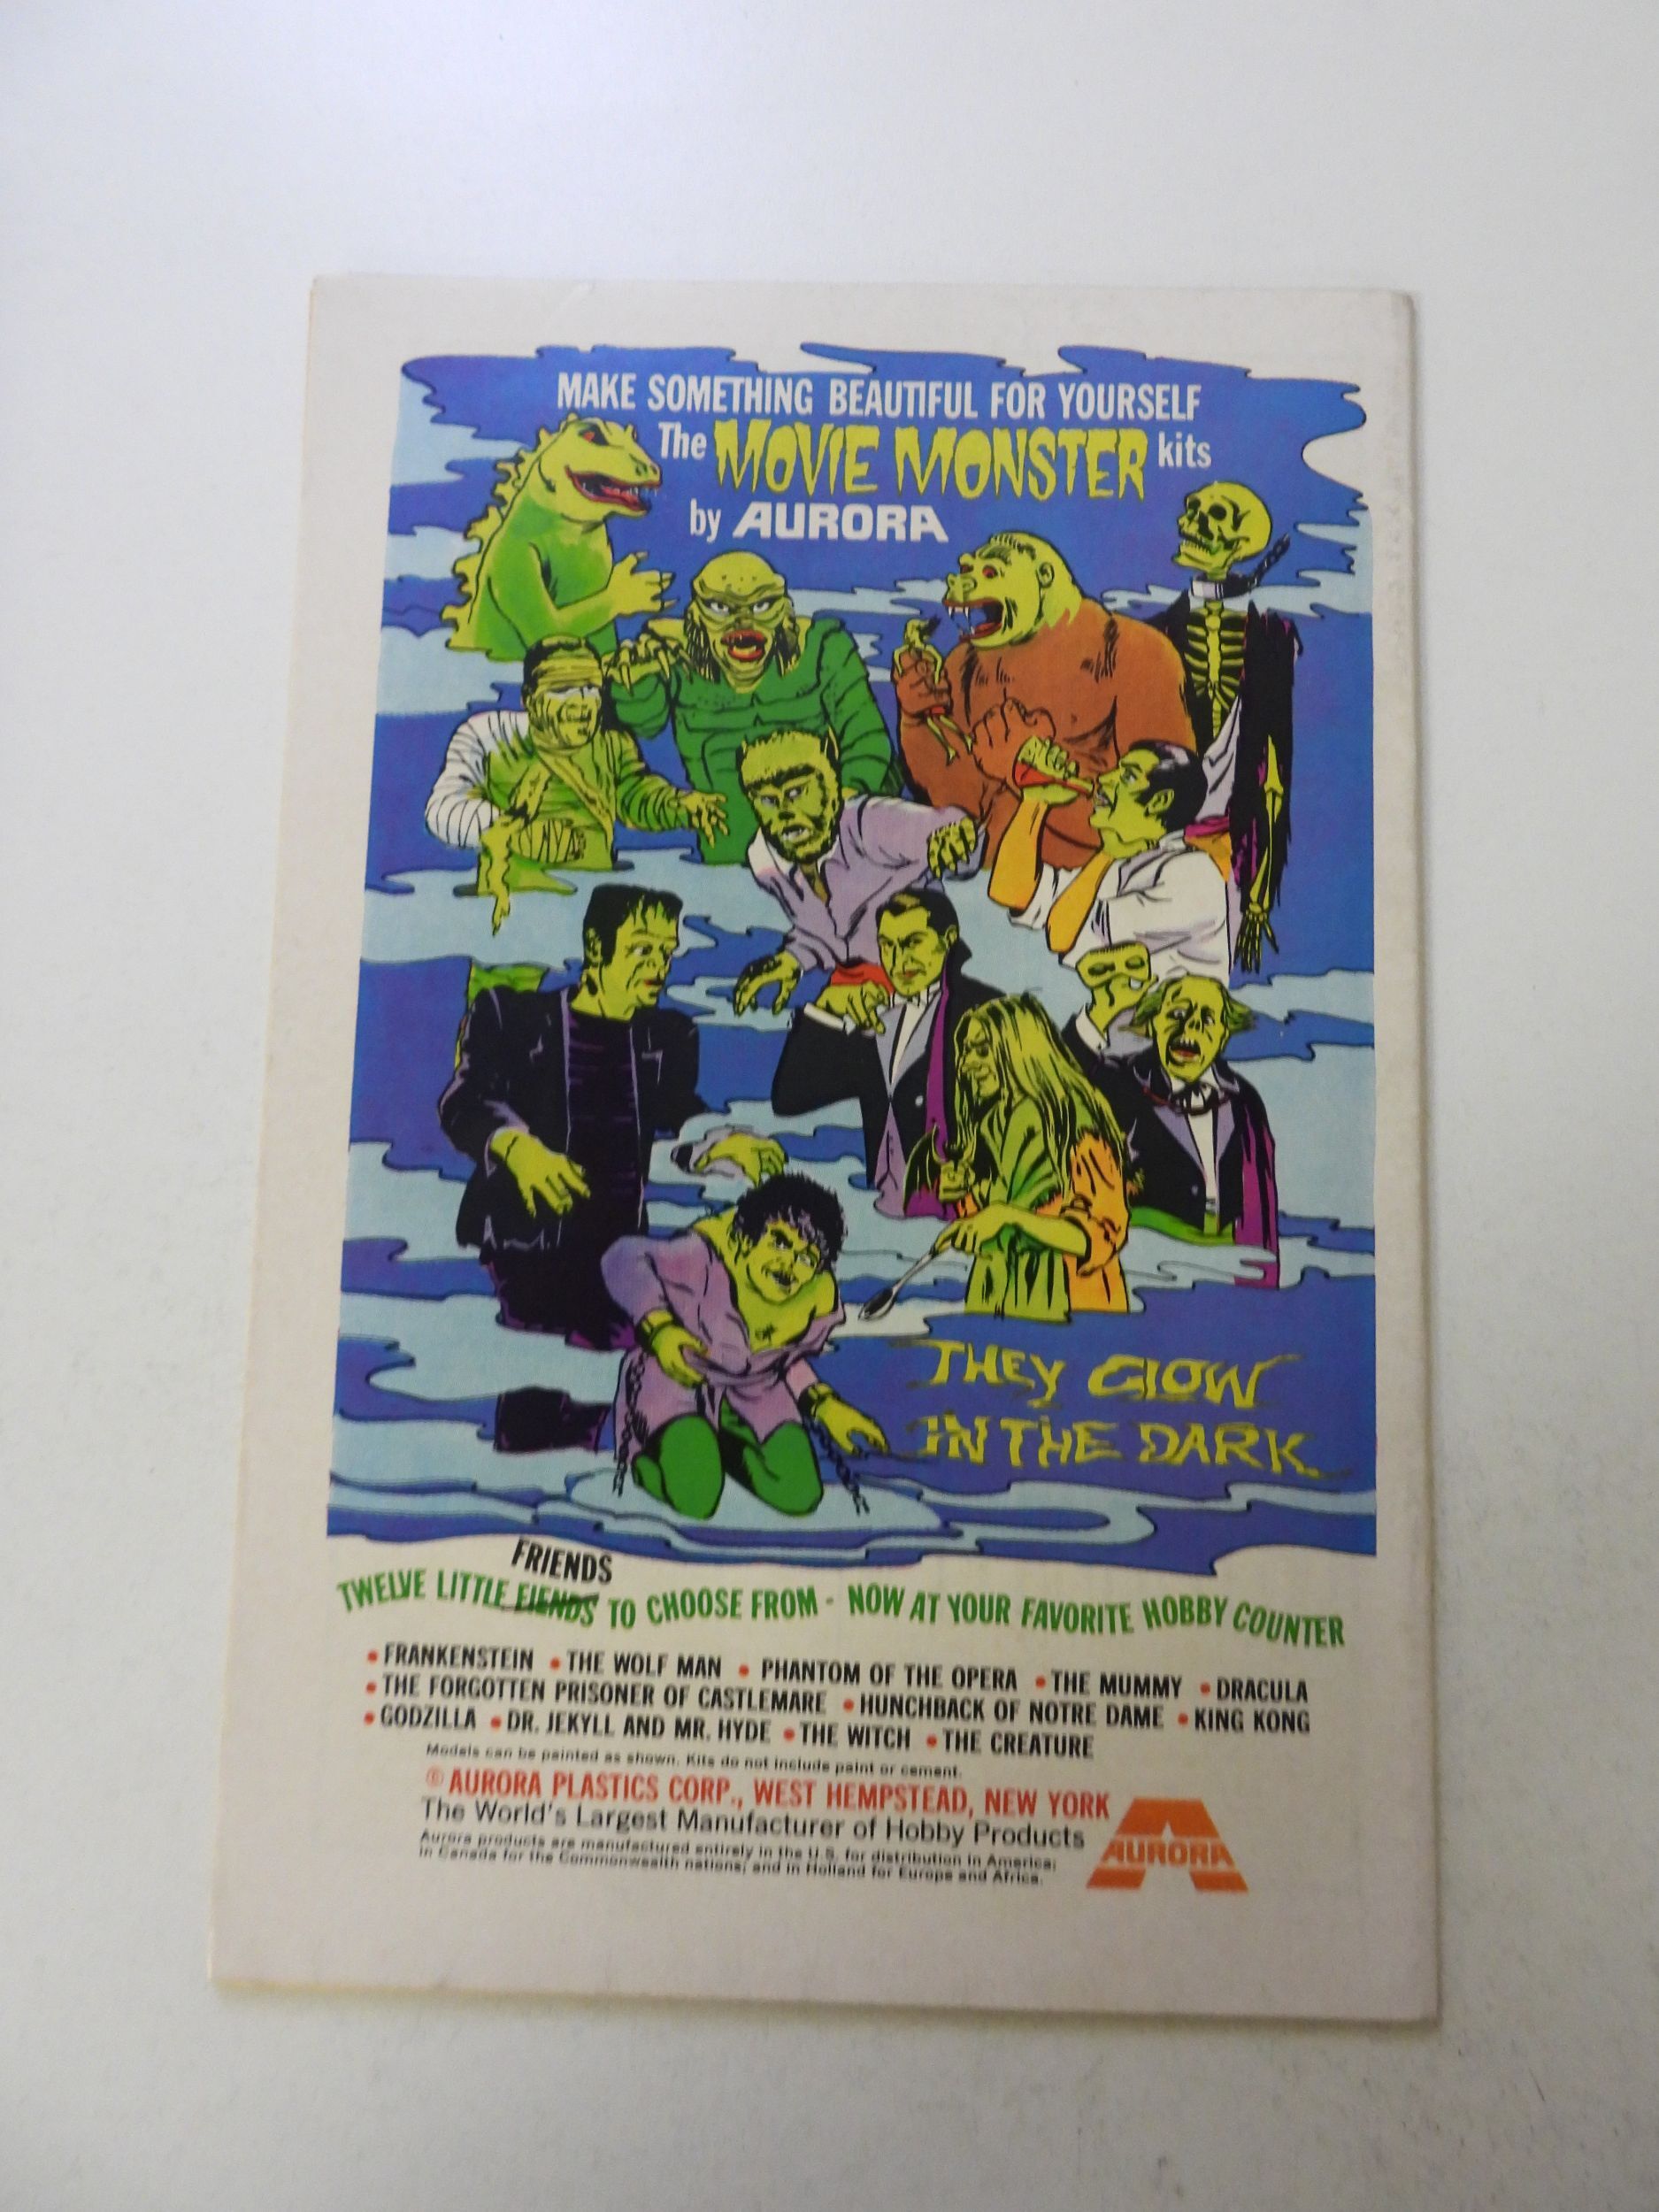 MAKE SOMETHING BEAUTIFUL FOR YOURSELF
The MOVIE MONSTER kits
by AURORA
THEY GLOW
IN THE DARK
FRIENDS
TWELVE LITTLE FIENDS TO CHOOSE FROM - NOW AT YOUR FAVORITE HOBBY COUNTER
• FRANKENSTEIN • THE WOLF MAN • PHANTOM OF THE OPERA • THE MUMMY • DRACULA
• THE FORGOTTEN PRISONER OF CASTLEMARE • HUNCHBACK OF NOTRE DAME • KING KONG
• GODZILLA • DR. JEKYLL AND MR. HYDE • THE WITCH • THE CREATURE
Models can be painted as shown. Kits do not include paint or cement.
© AURORA PLASTICS CORP., WEST HEMPSTEAD, NEW YORK
The World's Largest Manufacturer of Hobby Products
Aurora products are manufactured entirely in the U.S. for distribution in America;
in Canada for the Commonwealth nations; and in Holland for Europe and Africa.
AURORA